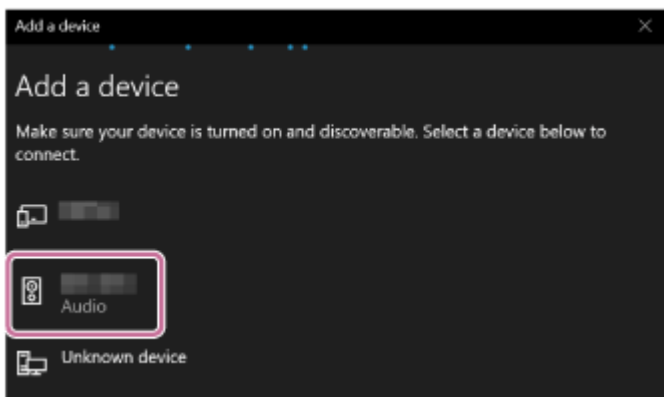 Add a device
Add a device
Make sure your device is turned on and discoverable. Select a device below to
connect.
Audio
Unknown device